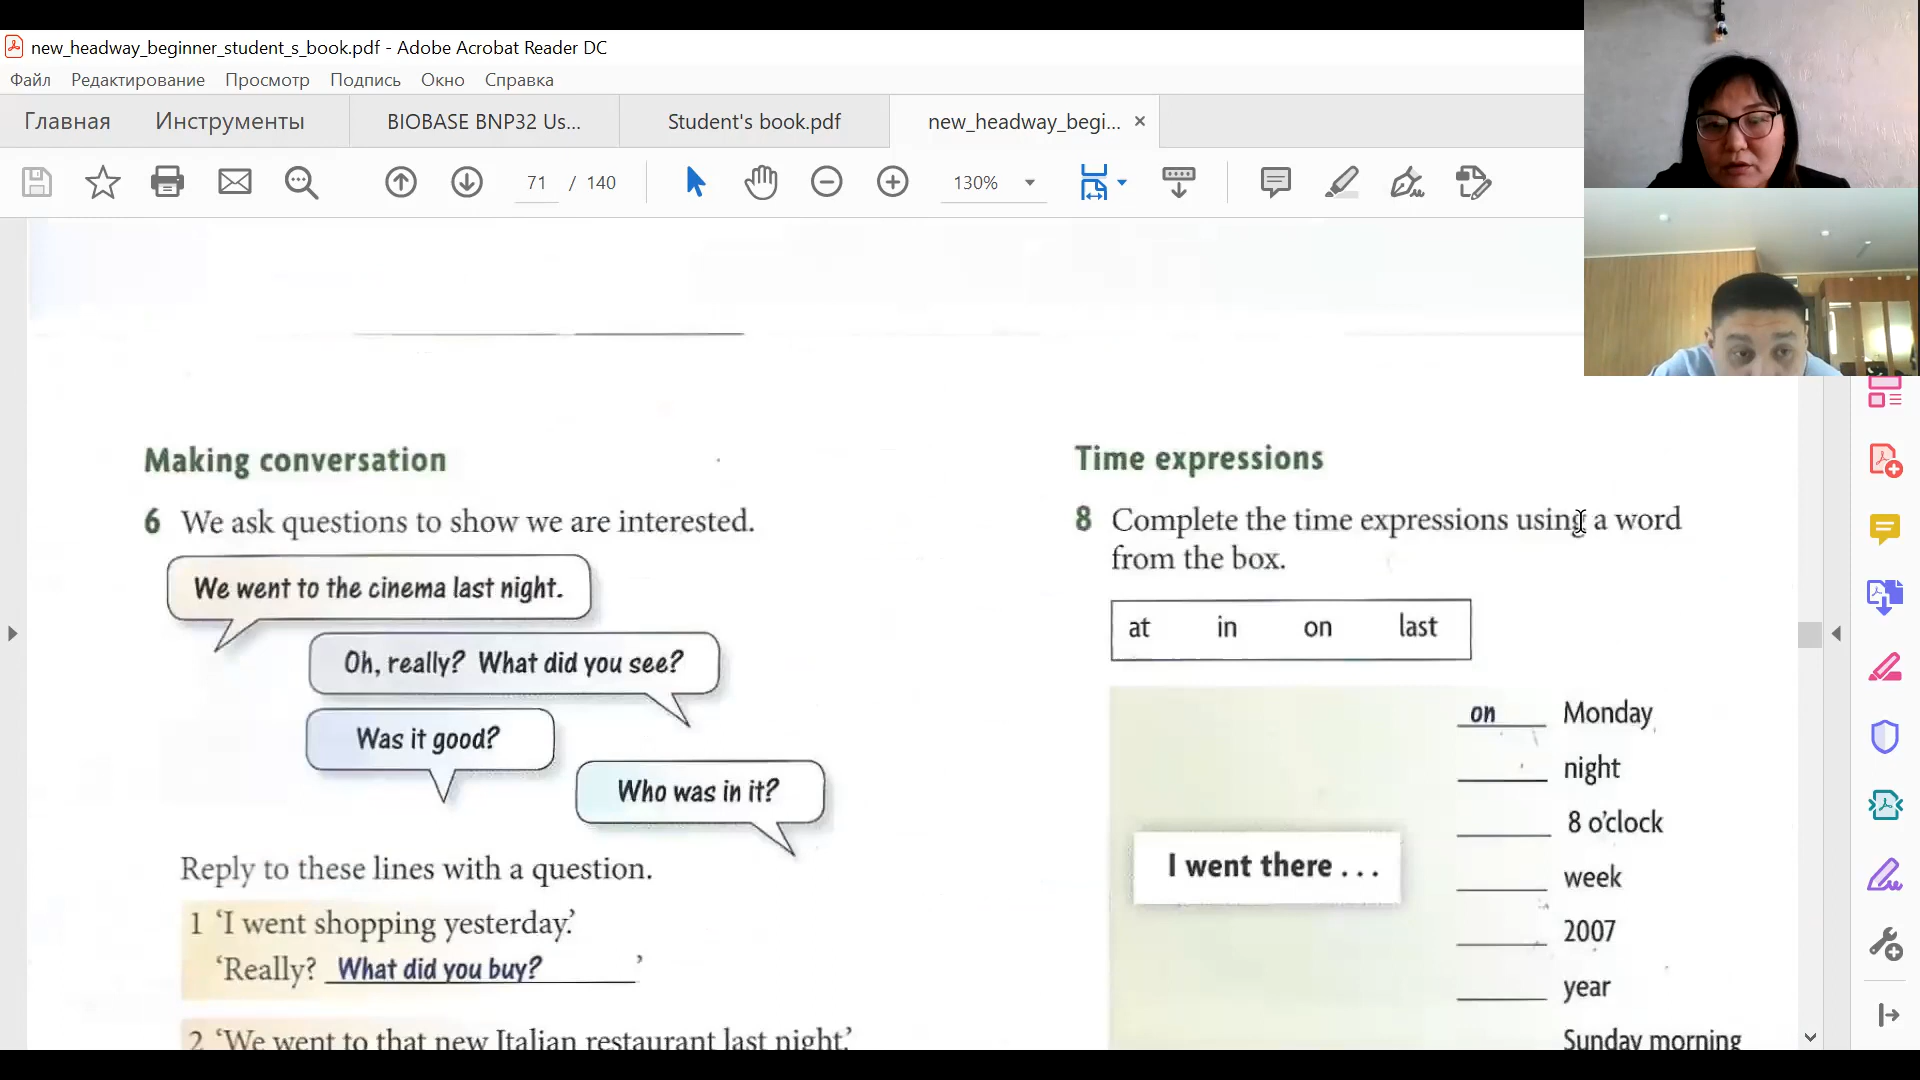 new_headway_beginner_student_s_book.pdf - Adobe Acrobat Reader DC
Файл Редактирование Просмотр Подпись Окно Справка
Главная Инструменты BIOBASE BNP32 Us... Student's book.pdf new_headway_begi... ×
71 / 140 130%
Making conversation
6 We ask questions to show we are interested.
We went to the cinema last night.
Oh, really? What did you see?
Was it good?
Who was in it?
Reply to these lines with a question.
1 ‘I went shopping yesterday.’
‘Really? What did you buy? ’
2 ‘We went to that new Italian restaurant last night.’
Time expressions
8 Complete the time expressions using a word
from the box.
at in on last
I went there . . .
on Monday
night
8 o’clock
week
2007
year
Sunday morning